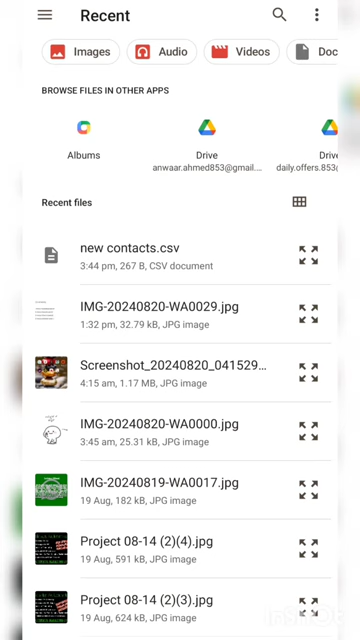 Recent
Images
Audio
Videos
Doc
BROWSE FILES IN OTHER APPS
Albums
Drive
Drive
anwaar.ahmed853@gmail....
daily.offers.853
Recent files
new contacts.csv
3:44 pm, 267 B, CSV document
IMG-20240820-WA0029.jpg
1:32 pm, 32.79 kB, JPG image
Screenshot_20240820_041529...
4:15 am, 1.17 MB, JPG image
IMG-20240820-WA0000.jpg
3:45 am, 25.31 kB, JPG image
IMG-20240819-WA0017.jpg
19 Aug, 182 kB, JPG image
Project 08-14 (2)(4).jpg
19 Aug, 591 kB, JPG image
Project 08-14 (2)(3).jpg
19 Aug, 624 kB, JPG image
InShOt